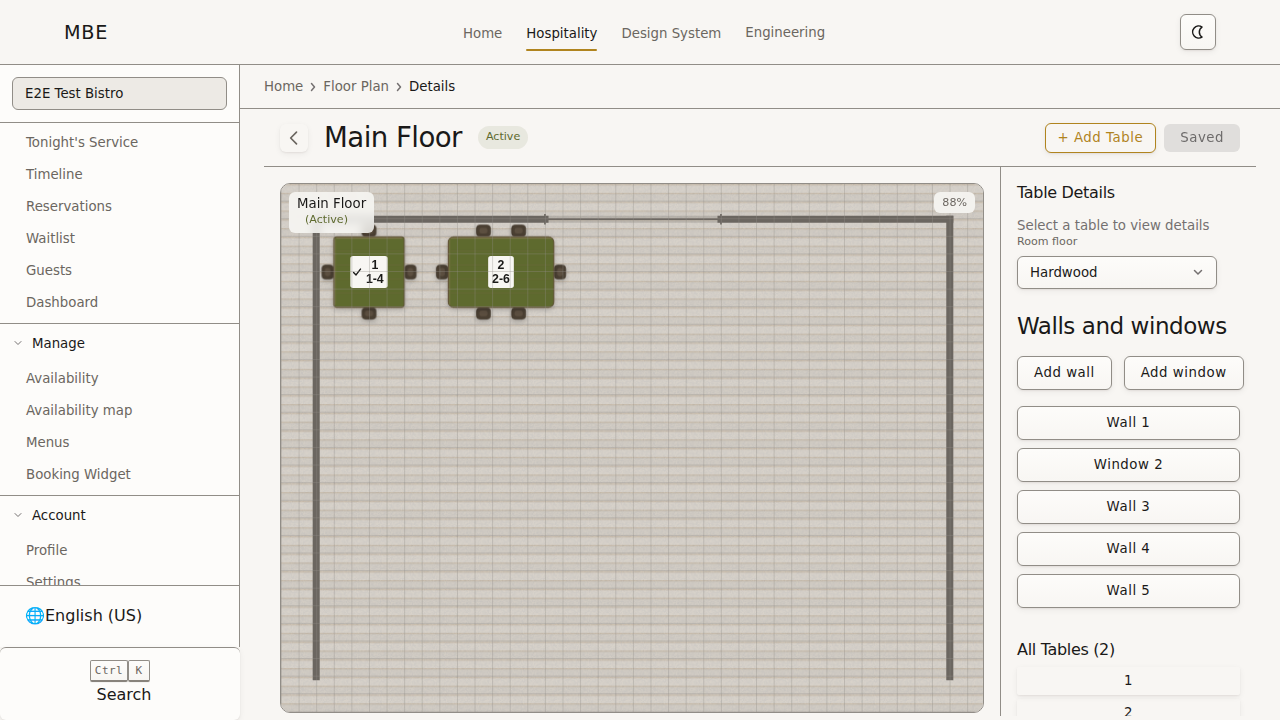 MBE
Home
Hospitality
Design System
Engineering
E2E Test Bistro
Tonight's Service
Timeline
Reservations
Waitlist
Guests
Dashboard
Manage
Availability
Availability map
Menus
Booking Widget
Account
Profile
Settings
English (US)
Ctrl K
Search
Home > Floor Plan > Details
Main Floor
Active
+ Add Table
Saved
Main Floor
(Active)
88%
1
1-4
2
2-6
Table Details
Select a table to view details
Room floor
Hardwood
Walls and windows
Add wall
Add window
Wall 1
Window 2
Wall 3
Wall 4
Wall 5
All Tables (2)
1
2